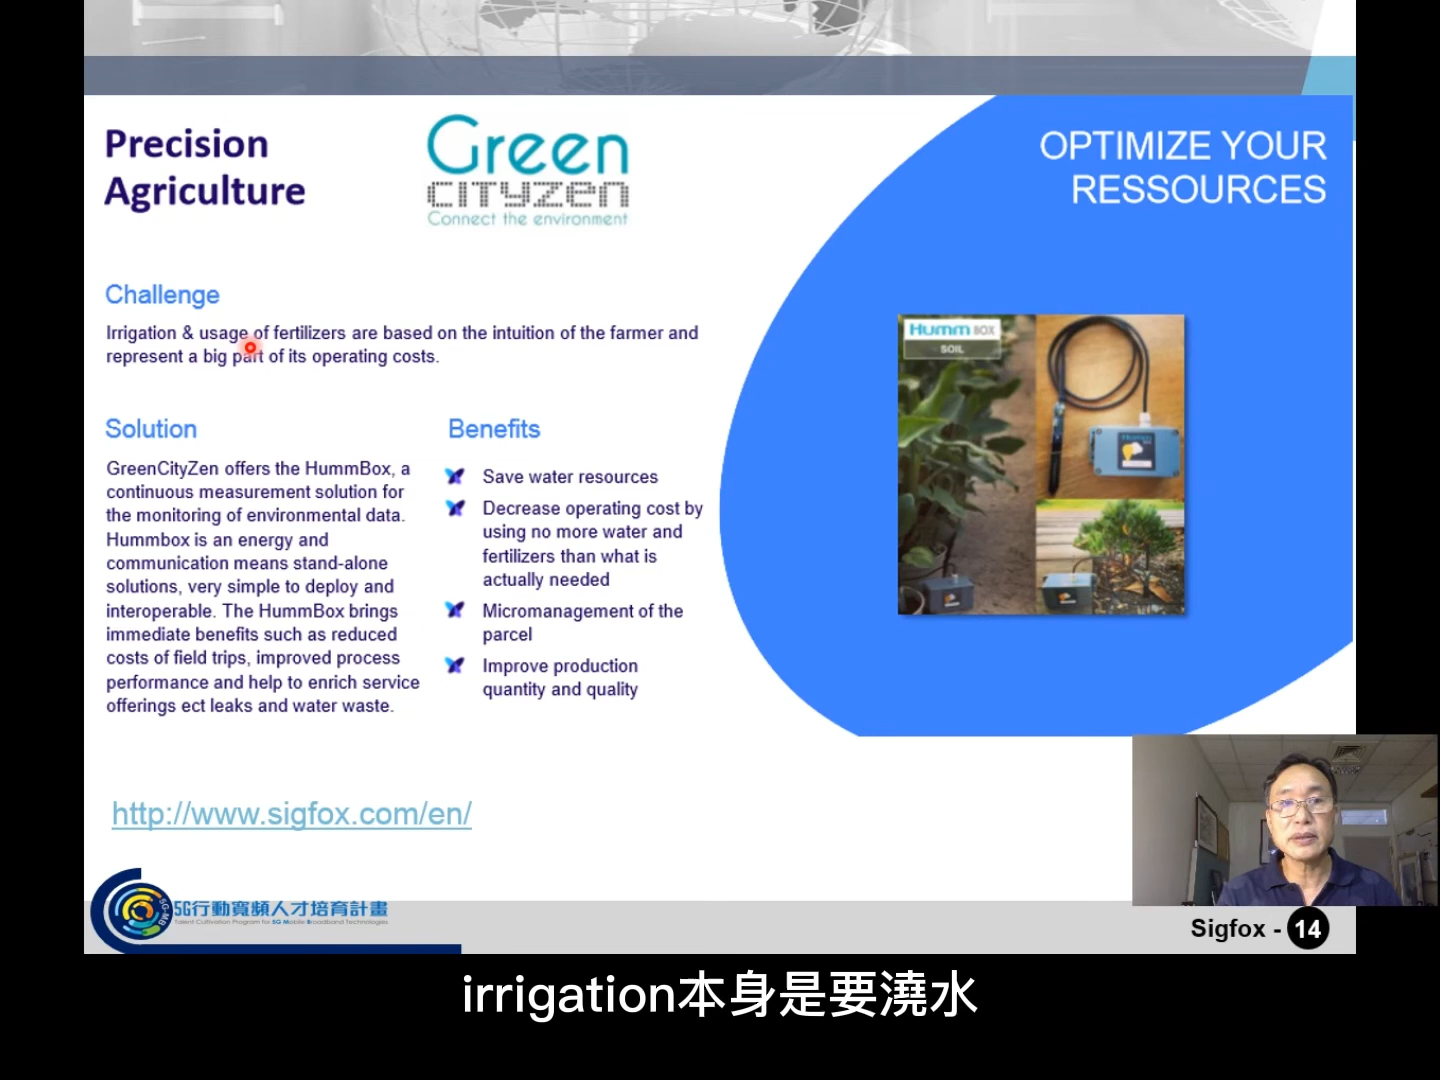 Precision
Agriculture
Green
CITYZEN
Connect the environment
OPTIMIZE YOUR
RESSOURCES
Challenge
Irrigation & usage of fertilizers are based on the intuition of the farmer and
represent a big part of its operating costs.
Humm BOX
SOIL
Solution
GreenCityZen offers the HummBox, a
continuous measurement solution for
the monitoring of environmental data.
Hummbox is an energy and
communication means stand-alone
solutions, very simple to deploy and
interoperable. The HummBox brings
immediate benefits such as reduced
costs of field trips, improved process
performance and help to enrich service
offerings ect leaks and water waste.
Benefits
Save water resources
Decrease operating cost by
using no more water and
fertilizers than what is
actually needed
Micromanagement of the
parcel
Improve production
quantity and quality
http://www.sigfox.com/en/
5G行動寬頻人才培育計畫
Talent Cultivation Program for 5G Mobile Broadband Technologies
5G-MB
Sigfox - 14
irrigation本身是要澆水